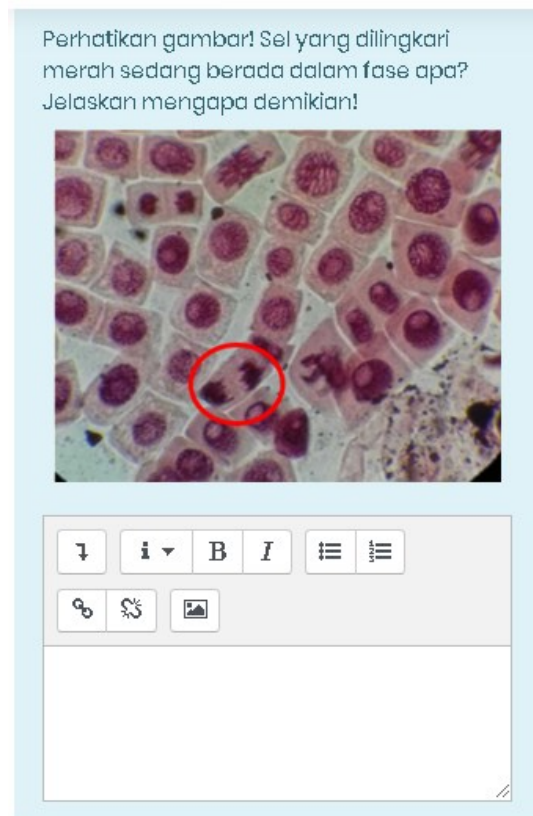 Perhatikan gambar! Sel yang dilingkari
merah sedang berada dalam fase apa?
Jelaskan mengapa demikian!
B
I